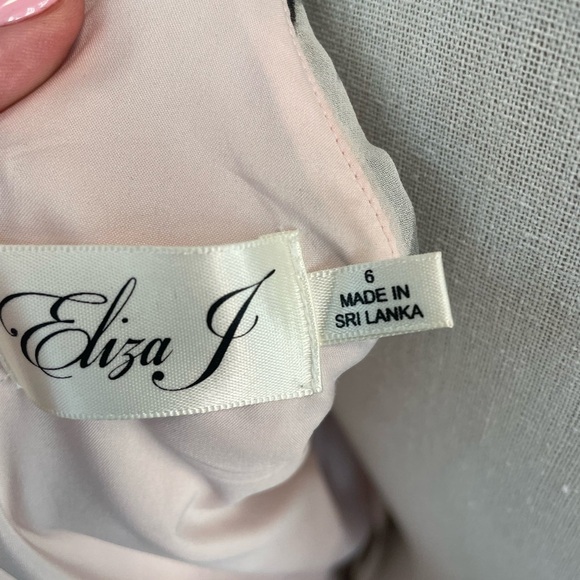 Eliza J
6
MADE IN
SRI LANKA